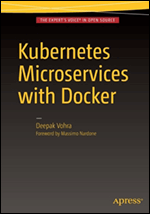 THE EXPERT'S VOICE® IN OPEN SOURCE
Kubernetes
Microservices
with Docker
Deepak Vohra
Foreword by Massimo Nardone
Apress®